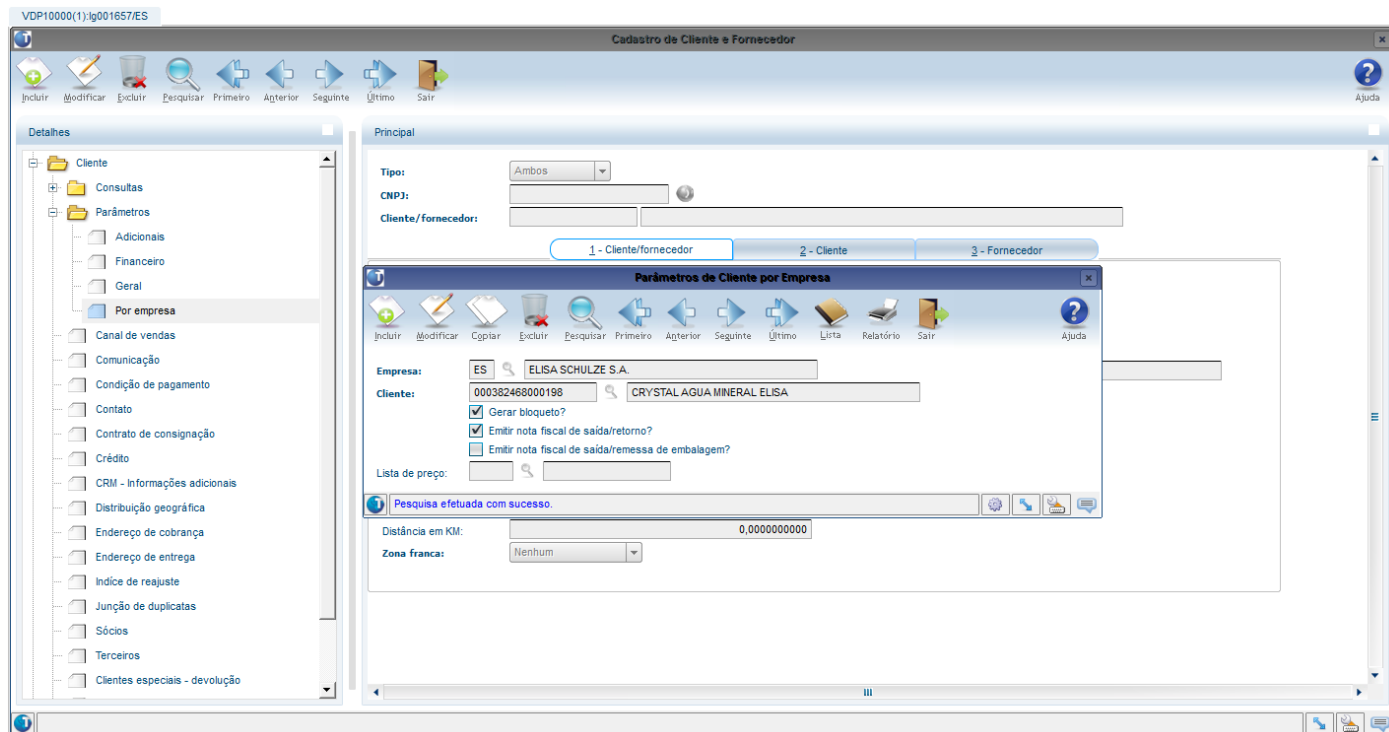 VDP10000(1):lg001657/ES
Cadastro de Cliente e Fornecedor
Incluir Modificar Excluir Pesquisar Primeiro Anterior Seguinte Último Sair Ajuda
Detalhes
Cliente
Consultas
Parâmetros
Adicionais
Financeiro
Geral
Por empresa
Canal de vendas
Comunicação
Condição de pagamento
Contato
Contrato de consignação
Crédito
CRM - Informações adicionais
Distribuição geográfica
Endereço de cobrança
Endereço de entrega
Indíce de reajuste
Junção de duplicatas
Sócios
Terceiros
Clientes especiais - devolução
Principal
Tipo: Ambos
CNPJ:
Cliente/fornecedor:
1 - Cliente/fornecedor 2 - Cliente 3 - Fornecedor
Parâmetros de Cliente por Empresa
Incluir Modificar Copiar Excluir Pesquisar Primeiro Anterior Seguinte Último Lista Relatório Sair Ajuda
Empresa: ES ELISA SCHULZE S.A.
Cliente: 000382468000198 CRYSTAL AGUA MINERAL ELISA
Gerar bloqueto?
Emitir nota fiscal de saída/retorno?
Emitir nota fiscal de saída/remessa de embalagem?
Lista de preço:
Pesquisa efetuada com sucesso.
Distância em KM: 0,0000000000
Zona franca: Nenhum